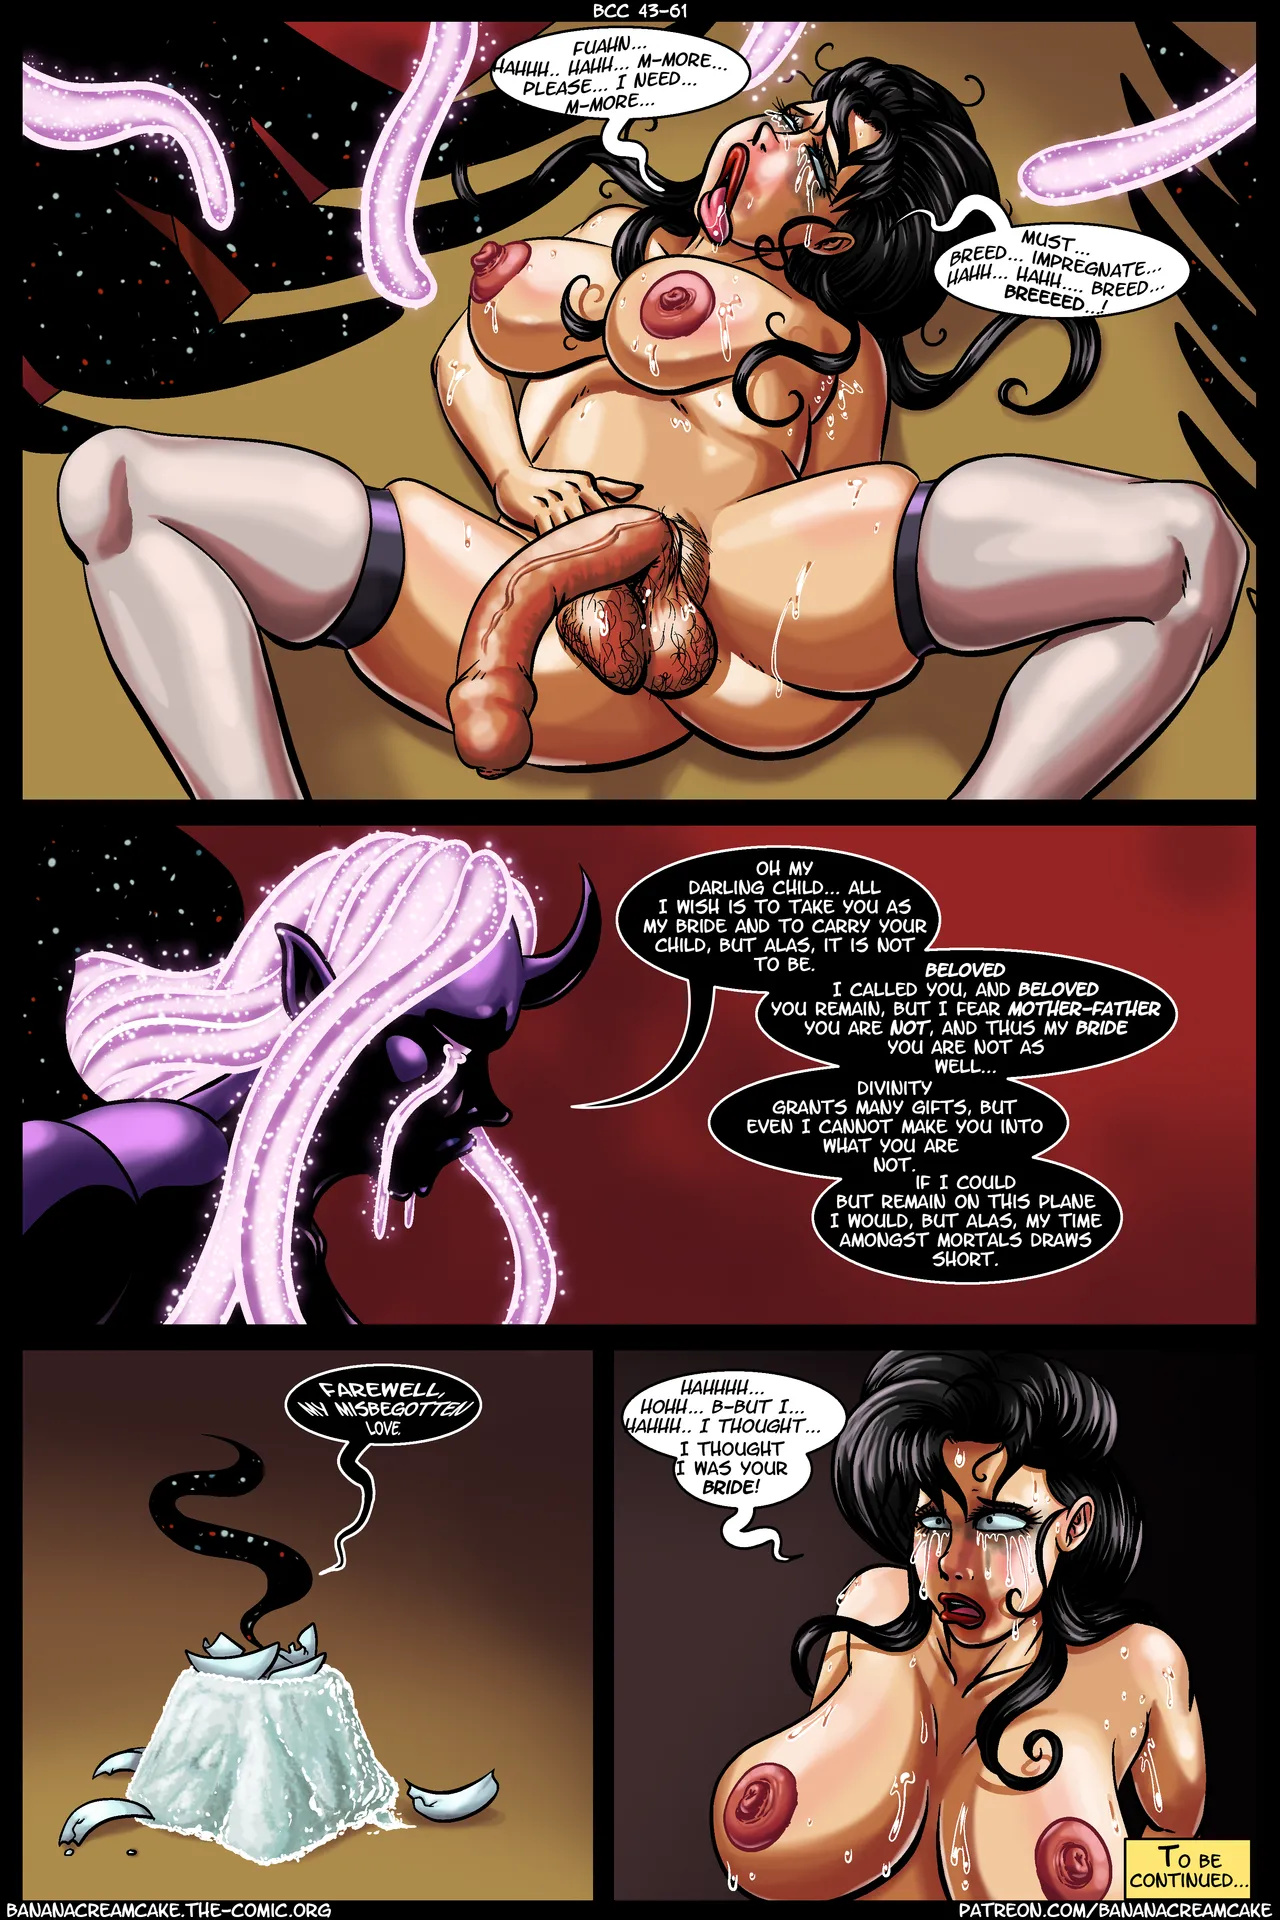 BCC 43-61
FUAHN...
HAHHH.. HAHH... M-MORE...
PLEASE... I NEED...
M-MORE...
MUST...
BREED... IMPREGNATE...
HAHH... HAHH.... BREED...
BREEEED...!
OH MY
DARLING CHILD... ALL
I WISH IS TO TAKE YOU AS
MY BRIDE AND TO CARRY YOUR
CHILD, BUT ALAS, IT IS NOT
TO BE.
BELOVED
I CALLED YOU, AND BELOVED
YOU REMAIN, BUT I FEAR MOTHER-FATHER
YOU ARE NOT, AND THUS MY BRIDE
YOU ARE NOT AS
WELL...
DIVINITY
GRANTS MANY GIFTS, BUT
EVEN I CANNOT MAKE YOU INTO
WHAT YOU ARE
NOT.
IF I COULD
BUT REMAIN ON THIS PLANE
I WOULD, BUT ALAS, MY TIME
AMONGST MORTALS DRAWS
SHORT.
FAREWELL,
MY MISBEGOTTEN
LOVE.
HAHHHH...
HOHH... B-BUT I...
HAHHH.. I THOUGHT...
I THOUGHT
I WAS YOUR
BRIDE!
TO BE
CONTINUED...
BANANACREAMCAKE.THE-COMIC.ORG
PATREON.COM/BANANACREAMCAKE